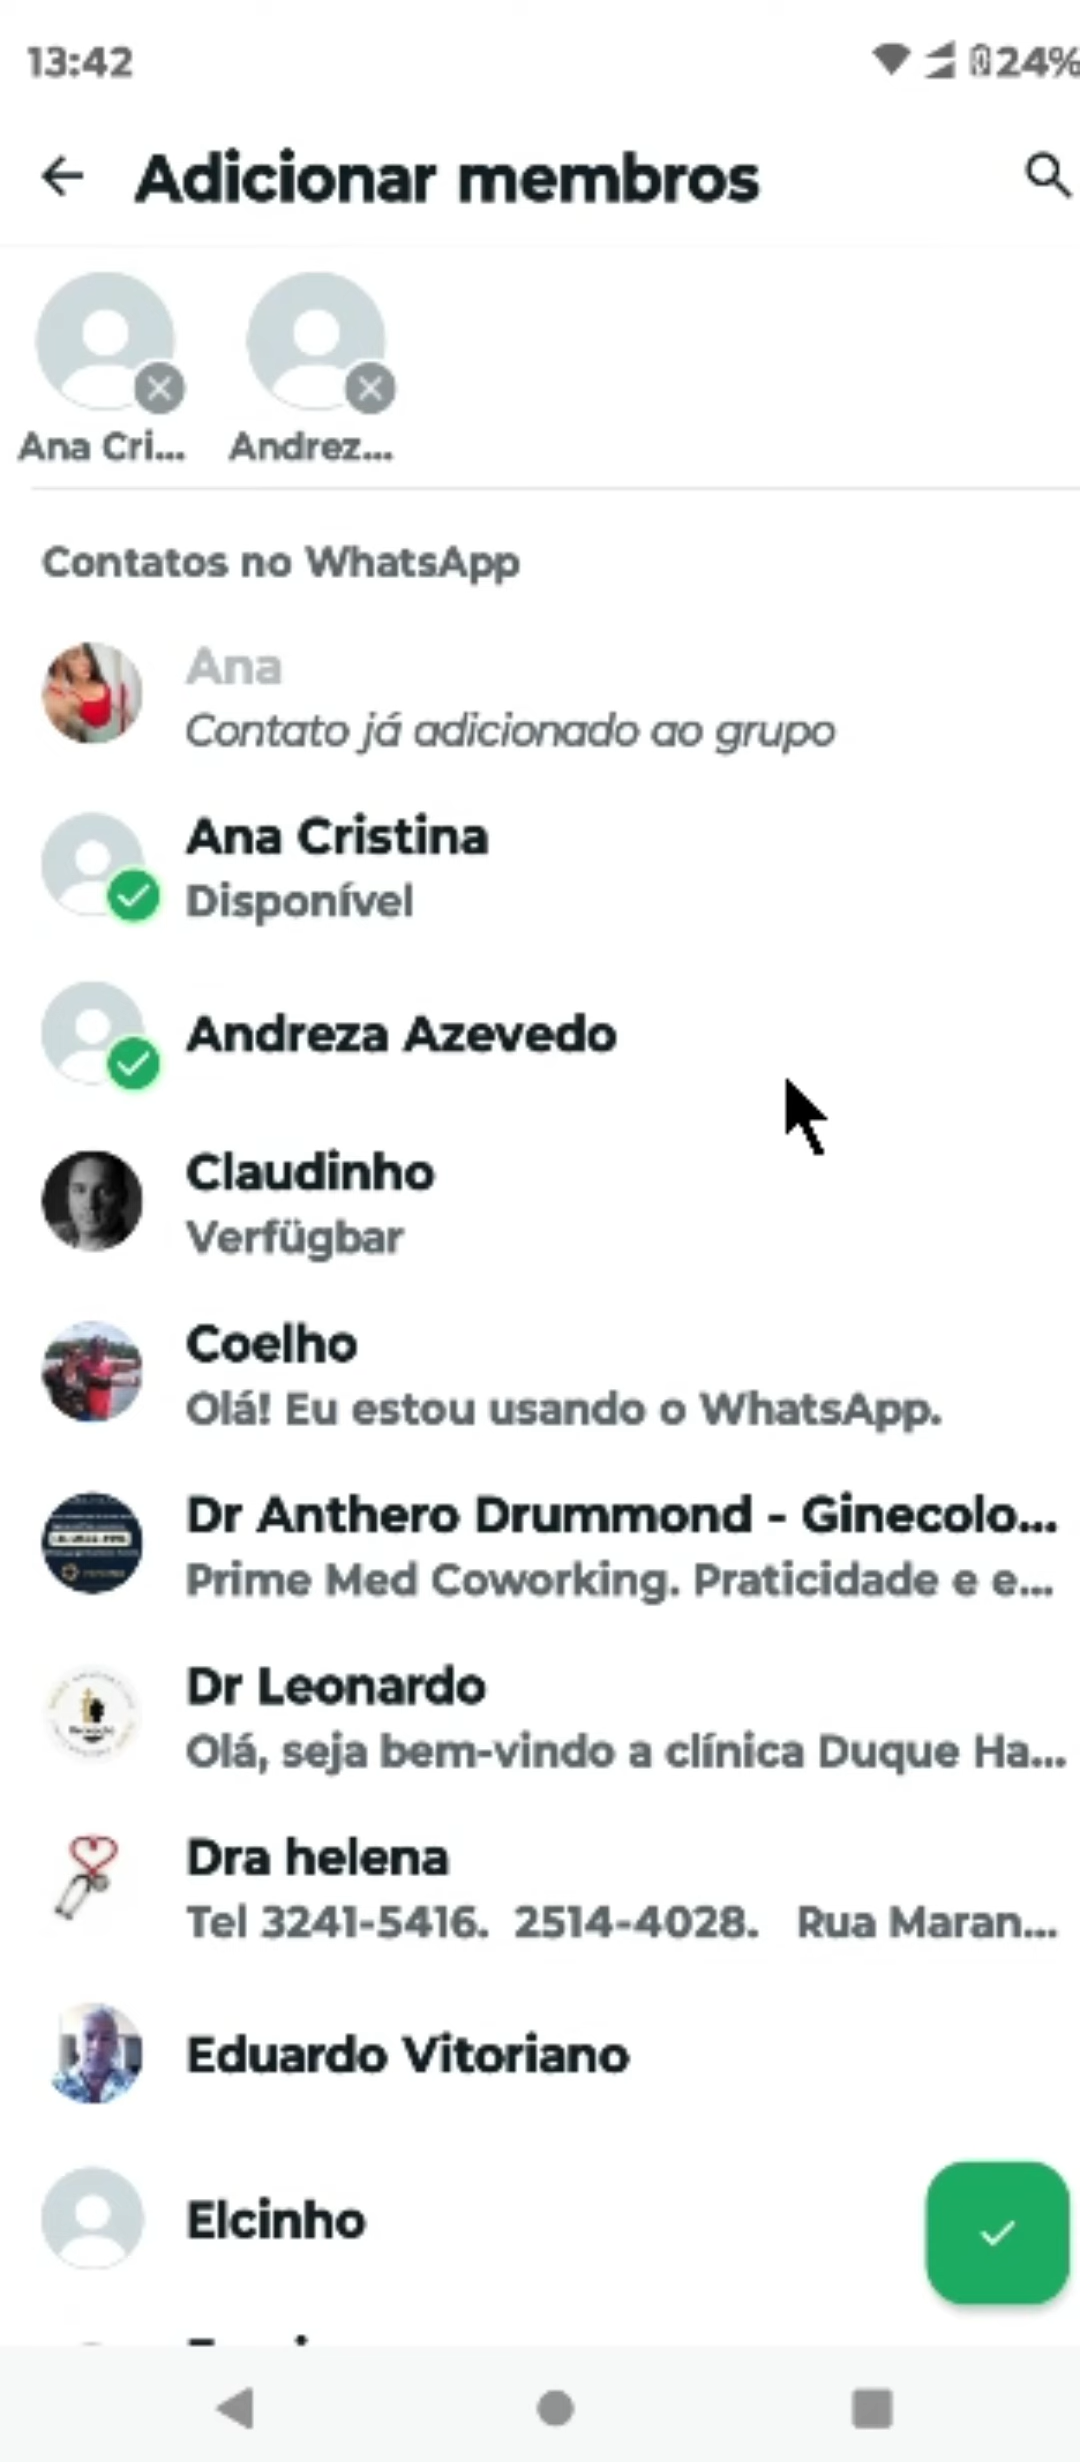 13:42
24%
Adicionar membros
Ana Cri...
Andrez...
Contatos no WhatsApp
Ana
Contato já adicionado ao grupo
Ana Cristina
Disponível
Andreza Azevedo
Claudinho
Verfügbar
Coelho
Olá! Eu estou usando o WhatsApp.
Dr Anthero Drummond - Ginecolo...
Prime Med Coworking. Praticidade e e...
Dr Leonardo
Olá, seja bem-vindo a clínica Duque Ha...
Dra helena
Tel 3241-5416. 2514-4028. Rua Maran...
Eduardo Vitoriano
Elcinho